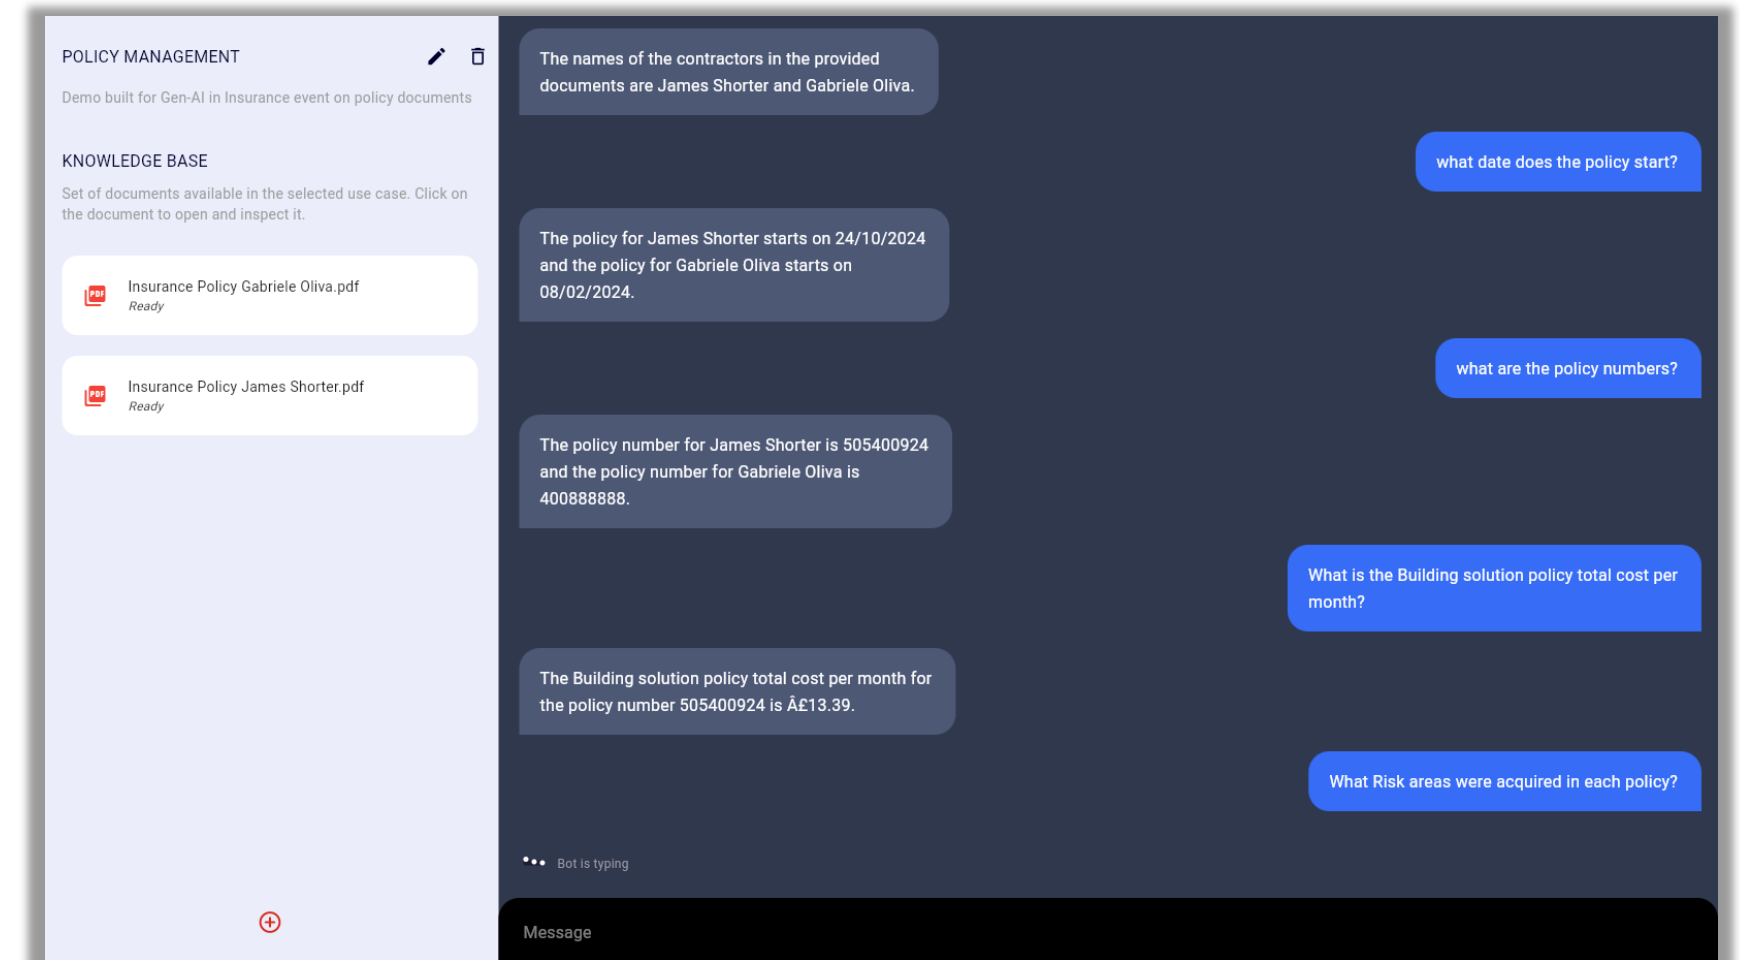 POLICY MANAGEMENT
Demo built for Gen-AI in Insurance event on policy documents
KNOWLEDGE BASE
Set of documents available in the selected use case. Click on
the document to open and inspect it.
PDF
Insurance Policy Gabriele Oliva.pdf
Ready
PDF
Insurance Policy James Shorter.pdf
Ready
The names of the contractors in the provided
documents are James Shorter and Gabriele Oliva.
what date does the policy start?
The policy for James Shorter starts on 24/10/2024
and the policy for Gabriele Oliva starts on
08/02/2024.
what are the policy numbers?
The policy number for James Shorter is 505400924
and the policy number for Gabriele Oliva is
400888888.
What is the Building solution policy total cost per
month?
The Building solution policy total cost per month for
the policy number 505400924 is Â£13.39.
What Risk areas were acquired in each policy?
Bot is typing
Message